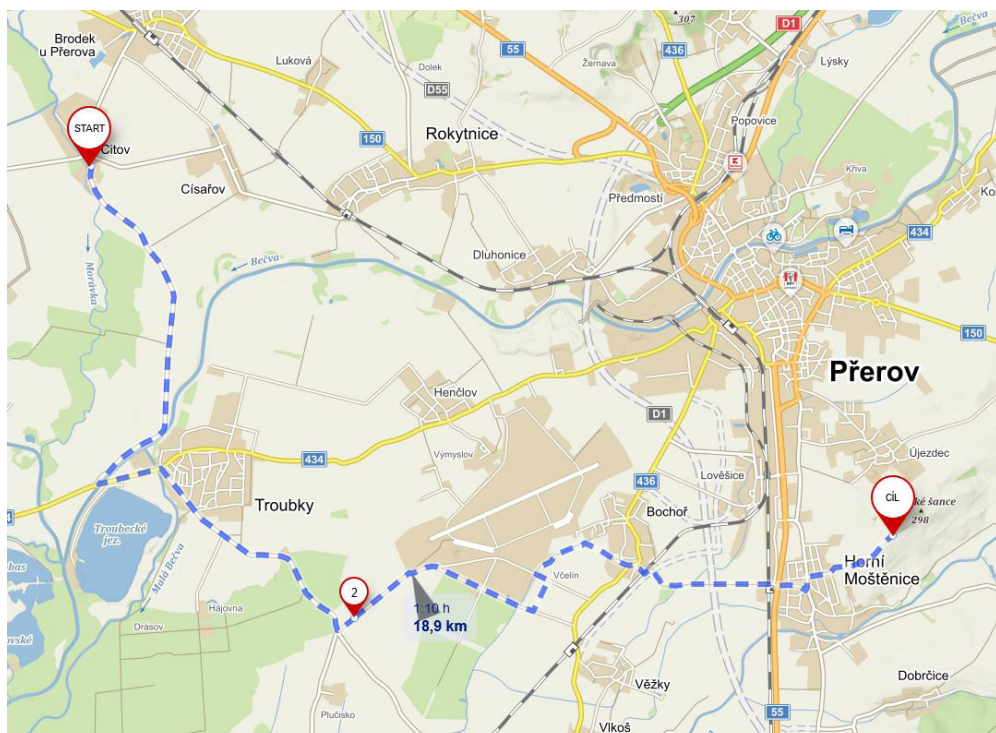 307
D1
Bečva
55
436
Brodek
u Přerova
Luková
Dolek
Žernava
Lýsky
D55
Popovice
START
Citov
150
Rokytnice
Císařov
Předmostí
Křiva
434
Dluhonice
Bečva
Morávka
150
Přerov
Henčlov
D1
Výmyslov
434
Újezdec
Lověšice
436
Bochoř
CÍL
298
Troubky
Troubecké
jez.
Malá Bečva
Horní
Moštěnice
Včelín
2
1:10 h
18,9 km
Hájovna
Drásov
Věžky
Dobrčice
Plučisko
Vlkoš
55